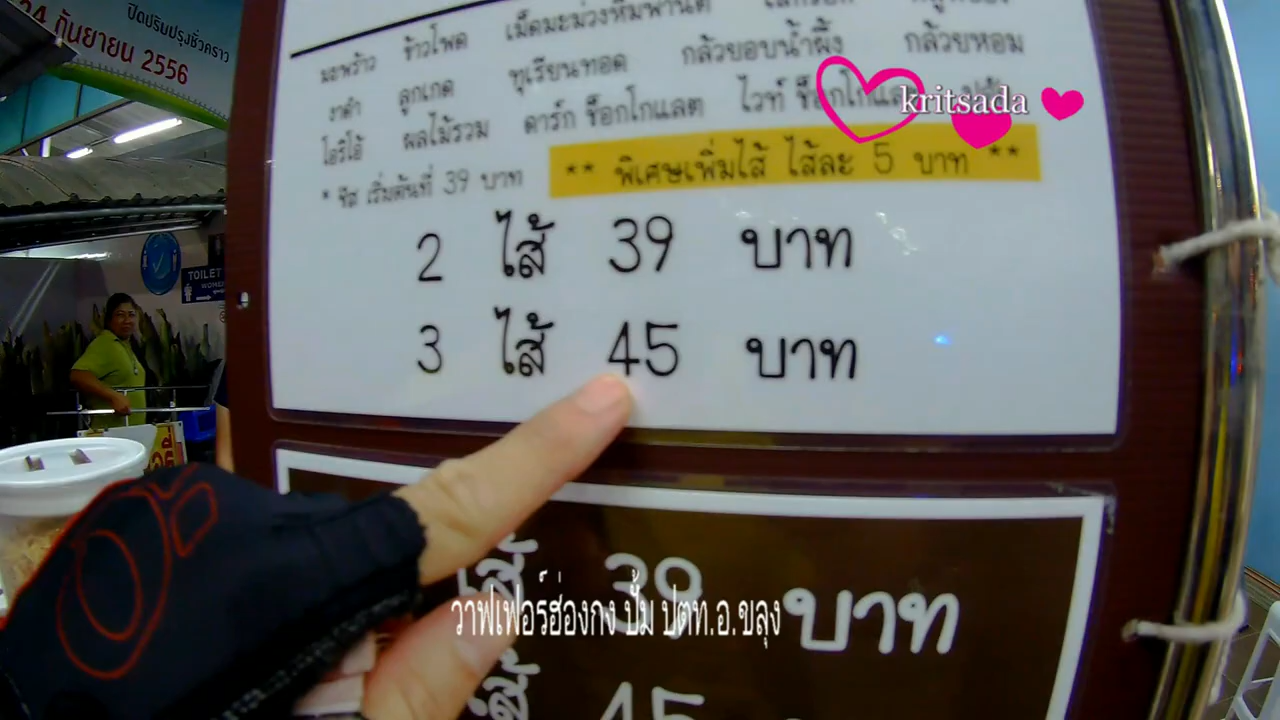 ปิดปรับปรุงชั่วคราว
24 กันยายน 2556
TOILET
มะพร้าว ข้าวโพด เม็ดมะม่วงหิมพานต์
งาดำ ลูกเกด ทุเรียนทอด กล้วยอบน้ำผึ้ง กล้วยหอม
โอริโอ้ ผลไม้รวม ดาร์ก ช็อกโกแลต ไวท์ ช็อกโกแลต
kritsada
* ชีส เริ่มต้นที่ 39 บาท
** พิเศษเพิ่มไส้ ไส้ละ 5 บาท **
2 ไส้ 39 บาท
3 ไส้ 45 บาท
ไส้ 39 บาท
วาฟเฟอร์ฮ่องกง ปั้ม ปตท.อ.ขลุง
ไส้ 45